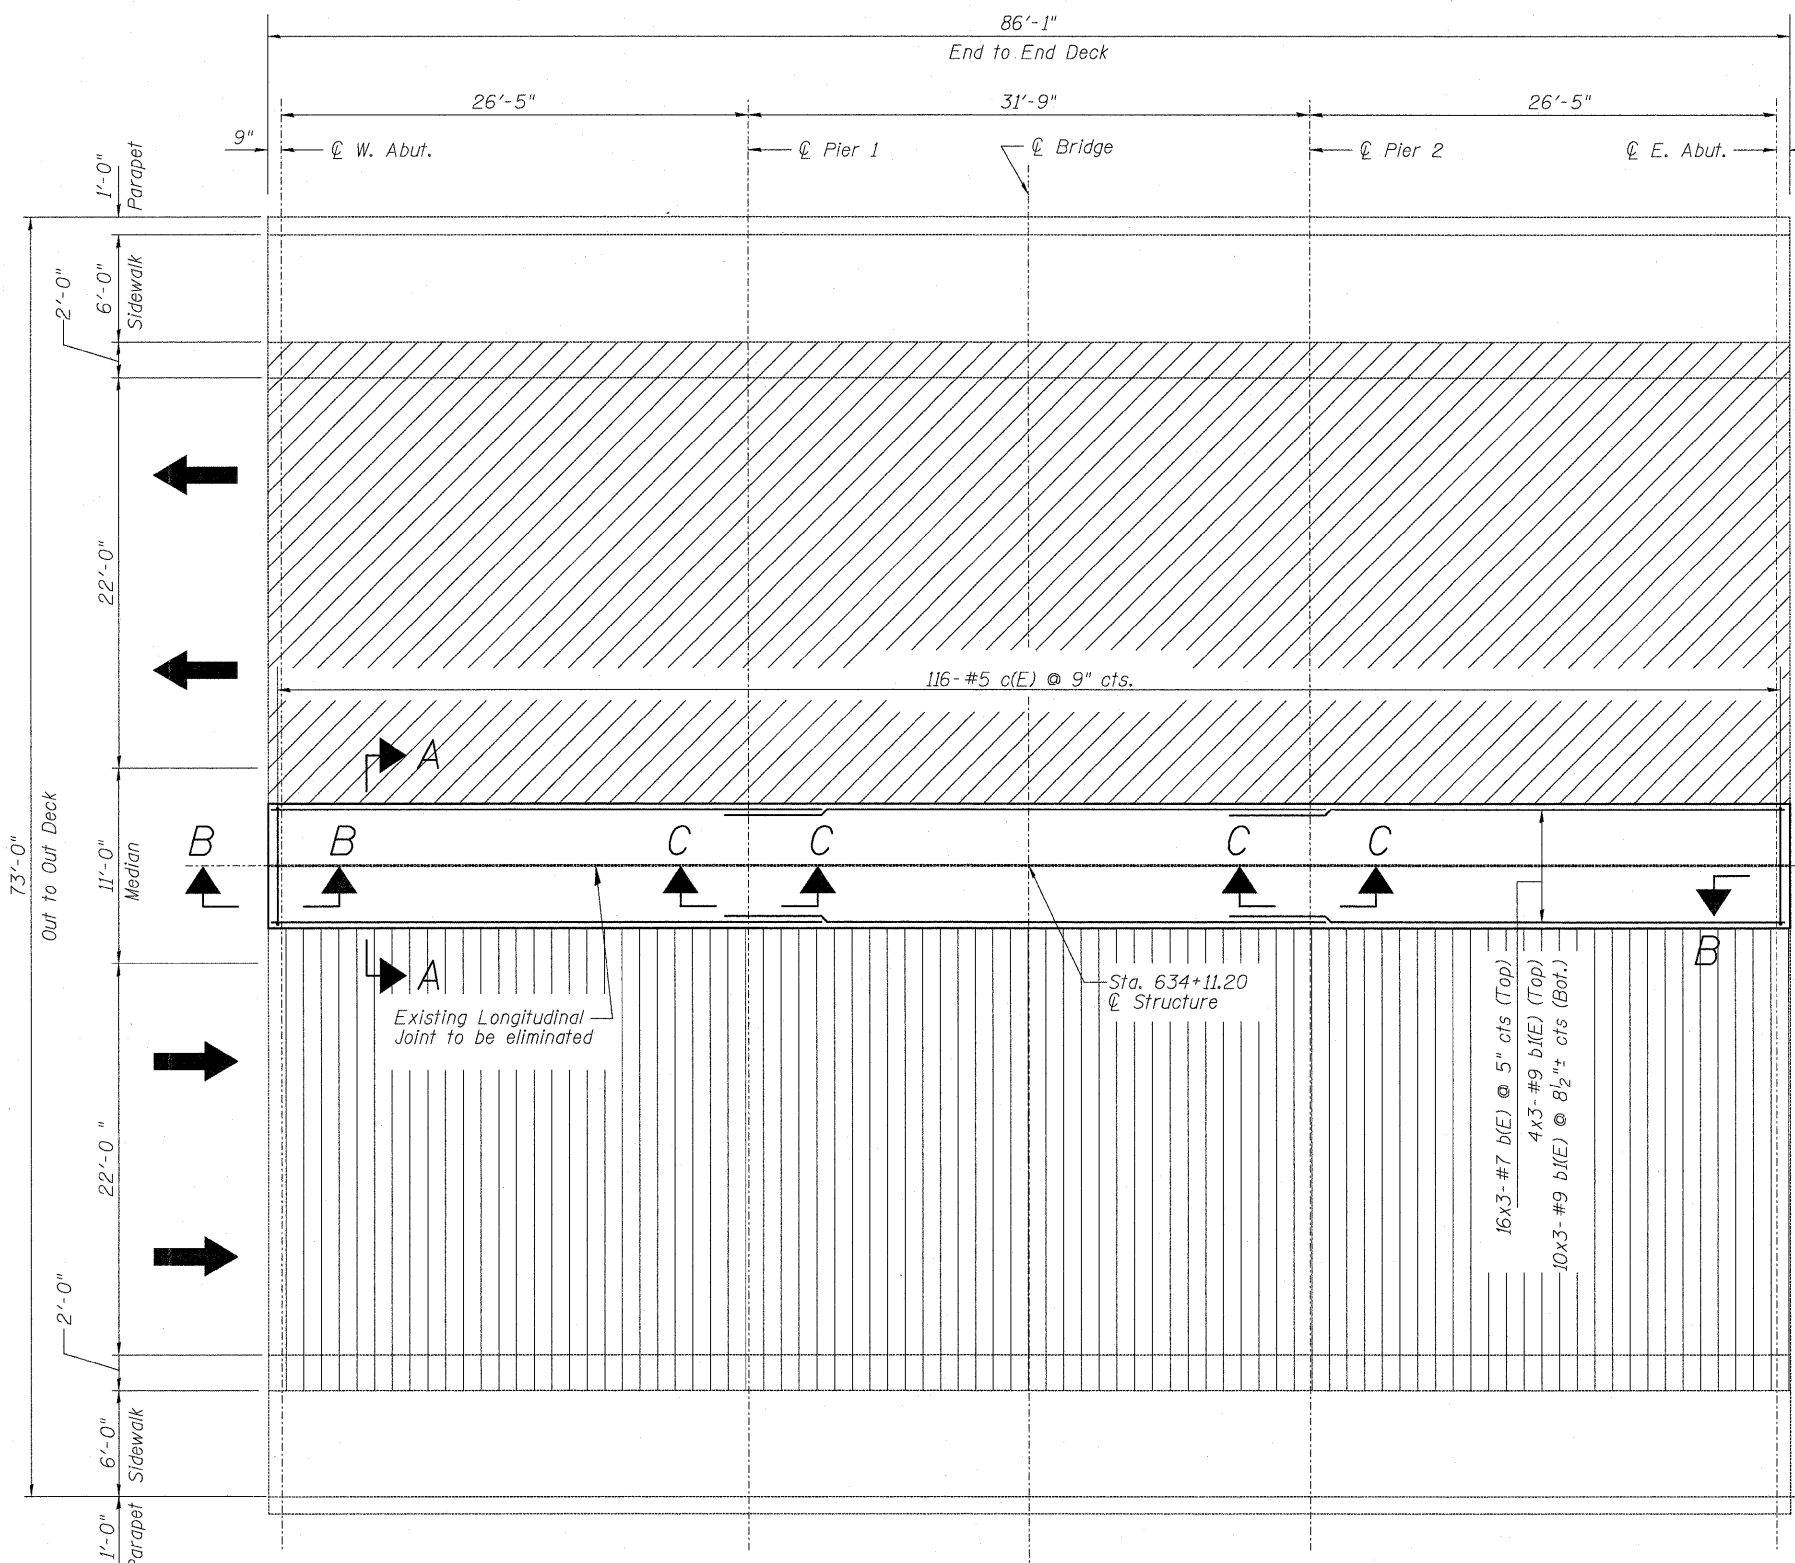 86'-1"
End to End Deck
26'-5"
31'-9"
26'-5"
9"
℄ W. Abut.
℄ Pier 1
℄ Bridge
℄ Pier 2
℄ E. Abut.
1'-0"
Parapet
6'-0"
Sidewalk
2'-0"
22'-0"
116-#5 c(E) @ 9" cts.
A
73'-0"
Out to Out Deck
11'-0"
Median
B
B
C
C
C
C
B
A
Existing Longitudinal
Joint to be eliminated
Sta. 634+11.20
℄ Structure
16x3-#7 b(E) @ 5" cts (Top)
4x3-#9 b1(E) (Top)
10x3-#9 b1(E) @ 8½"± cts (Bot.)
22'-0"
2'-0"
6'-0"
Sidewalk
1'-0"
Parapet